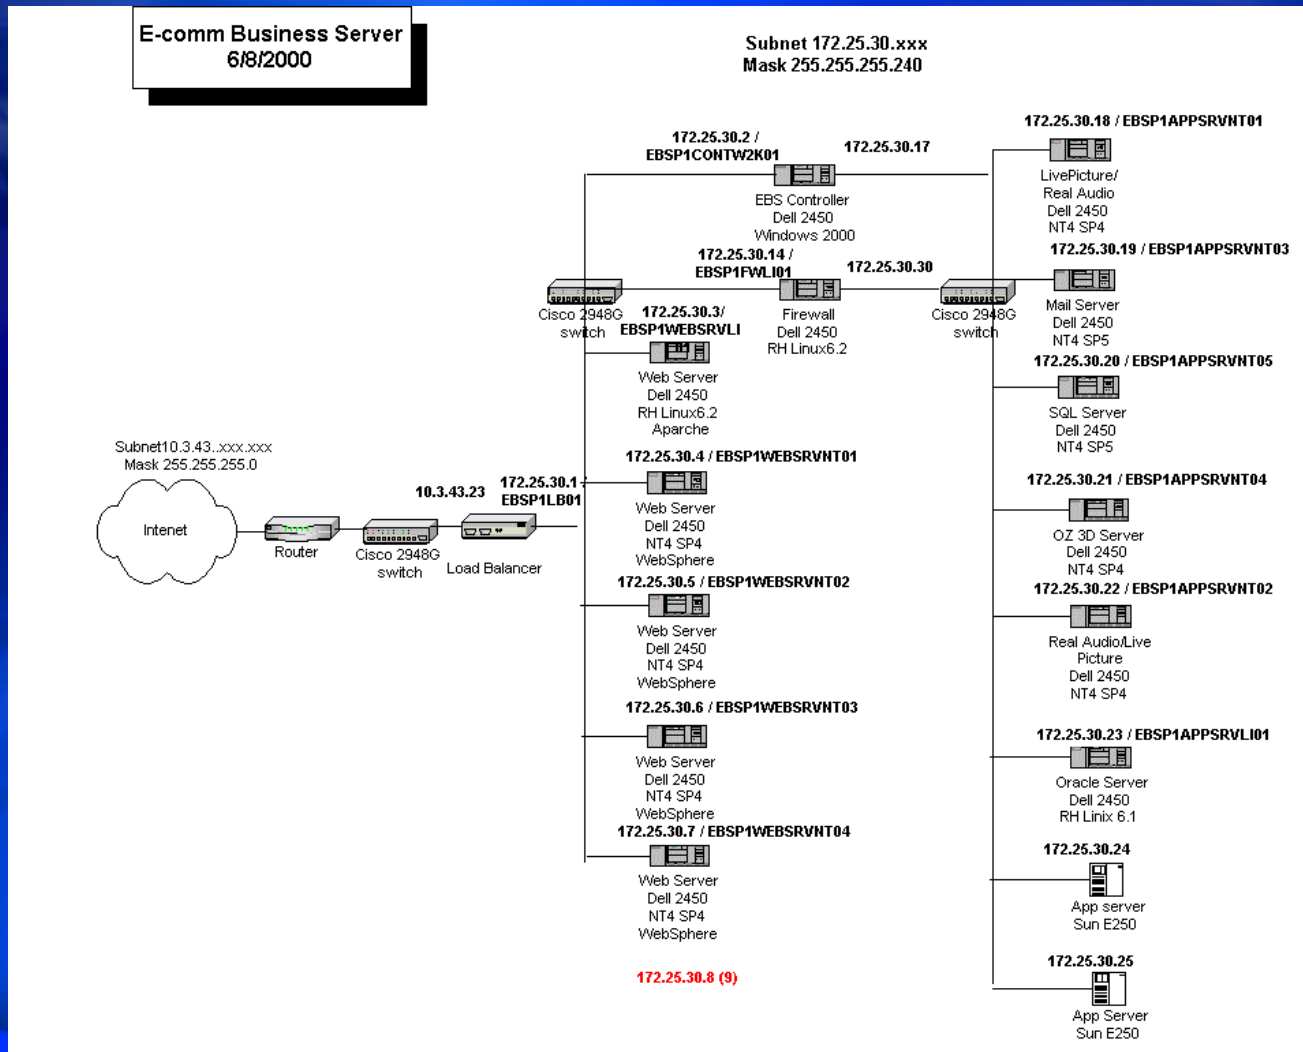 E-comm Business Server
6/8/2000
Subnet 172.25.30.xxx
Mask 255.255.255.240
172.25.30.2 /
EBSP1CONTW2K01
172.25.30.17
EBS Controller
Dell 2450
Windows 2000
172.25.30.14 /
EBSP1FWLI01
172.25.30.30
Firewall
Dell 2450
RH Linux6.2
Cisco 2948G
switch
Cisco 2948G
switch
172.25.30.3/
EBSP1WEBSRVLI
Web Server
Dell 2450
RH Linux6.2
Aparche
172.25.30.4 / EBSP1WEBSRVNT01
Web Server
Dell 2450
NT4 SP4
WebSphere
172.25.30.5 / EBSP1WEBSRVNT02
Web Server
Dell 2450
NT4 SP4
WebSphere
172.25.30.6 / EBSP1WEBSRVNT03
Web Server
Dell 2450
NT4 SP4
WebSphere
172.25.30.7 / EBSP1WEBSRVNT04
Web Server
Dell 2450
NT4 SP4
WebSphere
172.25.30.8 (9)
Subnet10.3.43..xxx.xxx
Mask 255.255.255.0
Intenet
Router
Cisco 2948G
switch
10.3.43.23
Load Balancer
172.25.30.1
EBSP1LB01
172.25.30.18 / EBSP1APPSRVNT01
LivePicture/
Real Audio
Dell 2450
NT4 SP4
172.25.30.19 / EBSP1APPSRVNT03
Mail Server
Dell 2450
NT4 SP5
172.25.30.20 / EBSP1APPSRVNT05
SQL Server
Dell 2450
NT4 SP5
172.25.30.21 / EBSP1APPSRVNT04
OZ 3D Server
Dell 2450
NT4 SP4
172.25.30.22 / EBSP1APPSRVNT02
Real Audio/Live
Picture
Dell 2450
NT4 SP4
172.25.30.23 / EBSP1APPSRVLI01
Oracle Server
Dell 2450
RH Linix 6.1
172.25.30.24
App server
Sun E250
172.25.30.25
App Server
Sun E250